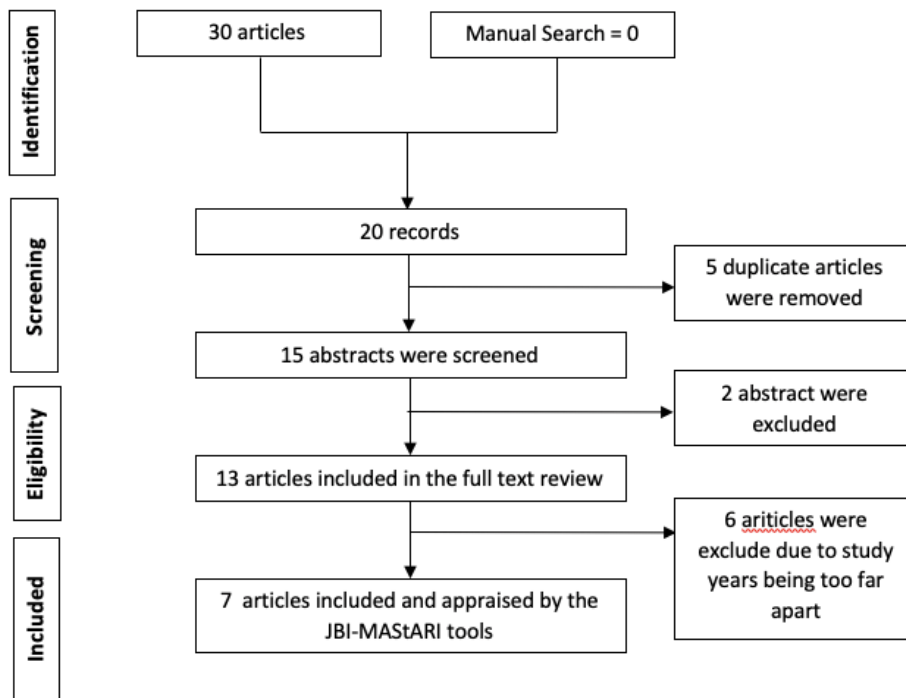 Identification
30 articles
Manual Search = 0
Screening
20 records
5 duplicate articles
were removed
15 abstracts were screened
Eligibility
2 abstract were
excluded
13 articles included in the full text review
6 ariticles were
exclude due to study
years being too far
apart
Included
7 articles included and appraised by the
JBI-MAStARI tools